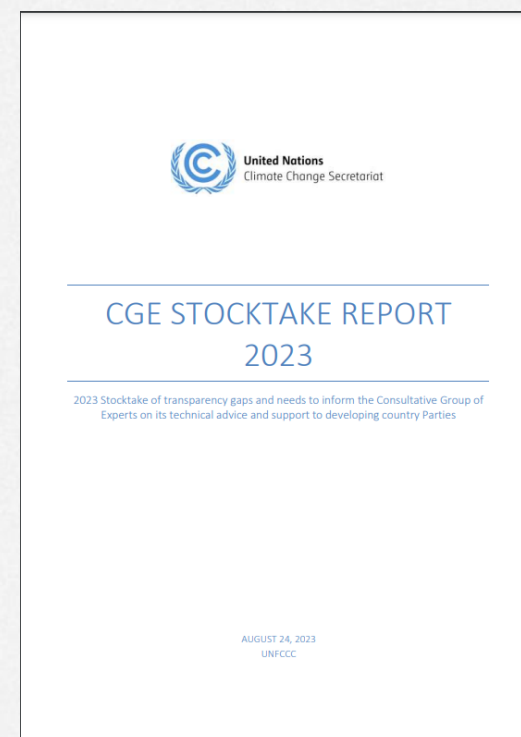 United Nations
Climate Change Secretariat
CGE STOCKTAKE REPORT
2023
2023 Stocktake of transparency gaps and needs to inform the Consultative Group of
Experts on its technical advice and support to developing country Parties
AUGUST 24, 2023
UNFCCC